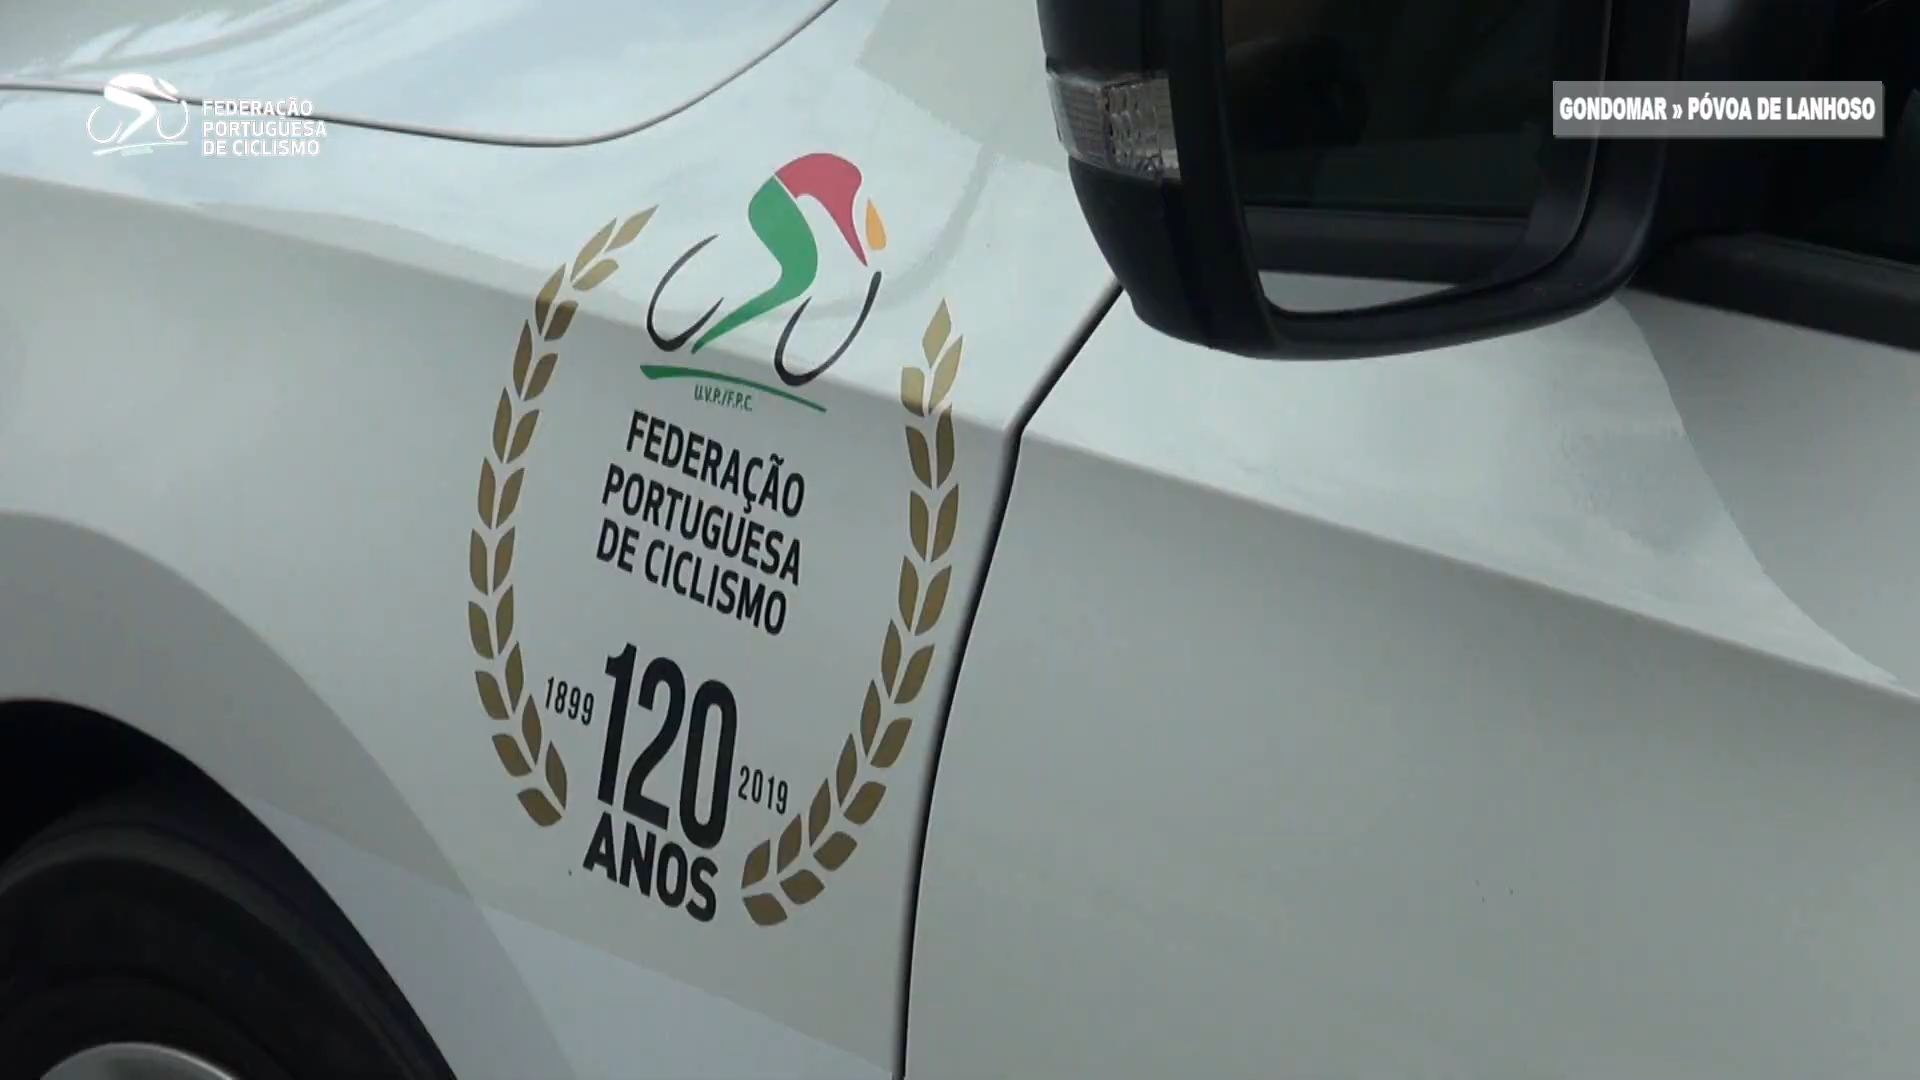 FEDERAÇÃO
PORTUGUESA
DE CICLISMO
GONDOMAR » PÓVOA DE LANHOSO
U.V.P./F.P.C.
FEDERAÇÃO
PORTUGUESA
DE CICLISMO
1899 120 2019
ANOS